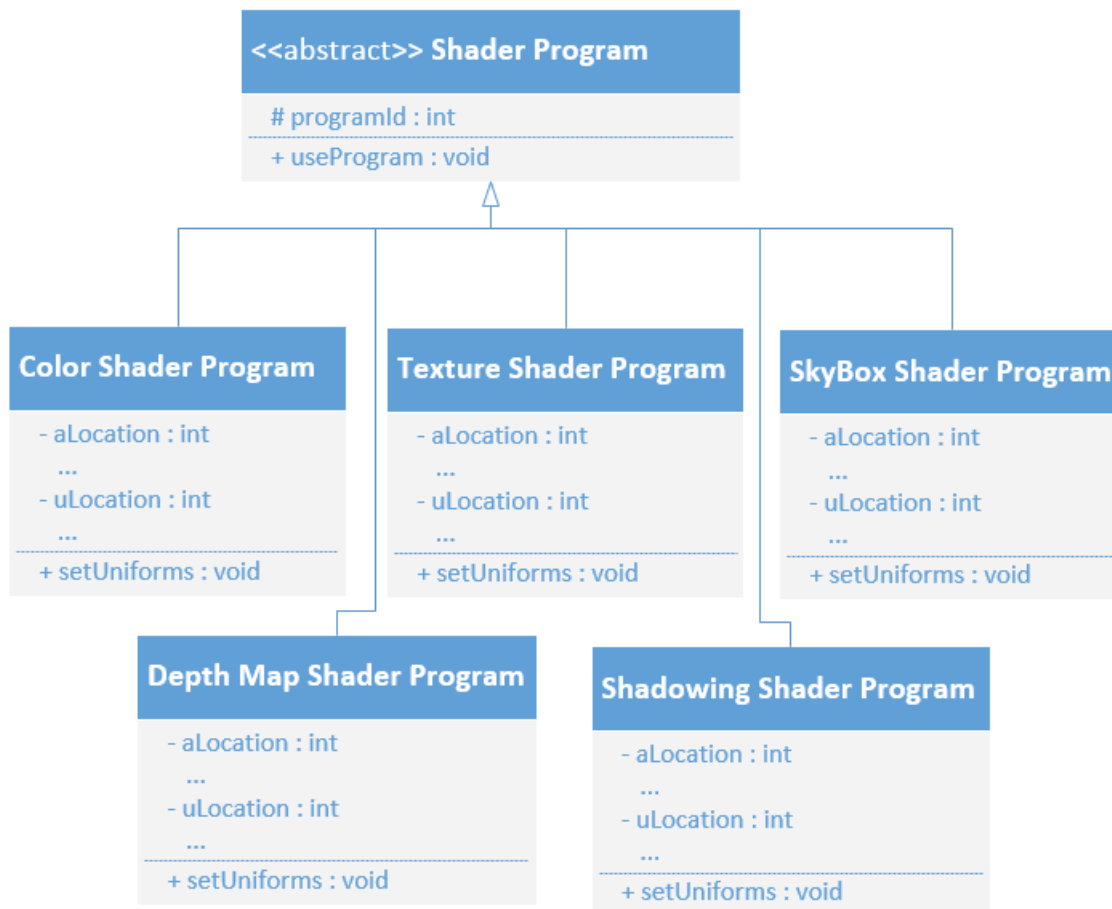 <<abstract>> Shader Program
# programId : int
+ useProgram : void
Color Shader Program
- aLocation : int
...
- uLocation : int
...
+ setUniforms : void
Texture Shader Program
- aLocation : int
...
- uLocation : int
...
+ setUniforms : void
SkyBox Shader Program
- aLocation : int
...
- uLocation : int
...
+ setUniforms : void
Depth Map Shader Program
- aLocation : int
...
- uLocation : int
...
+ setUniforms : void
Shadowing Shader Program
- aLocation : int
...
- uLocation : int
...
+ setUniforms : void